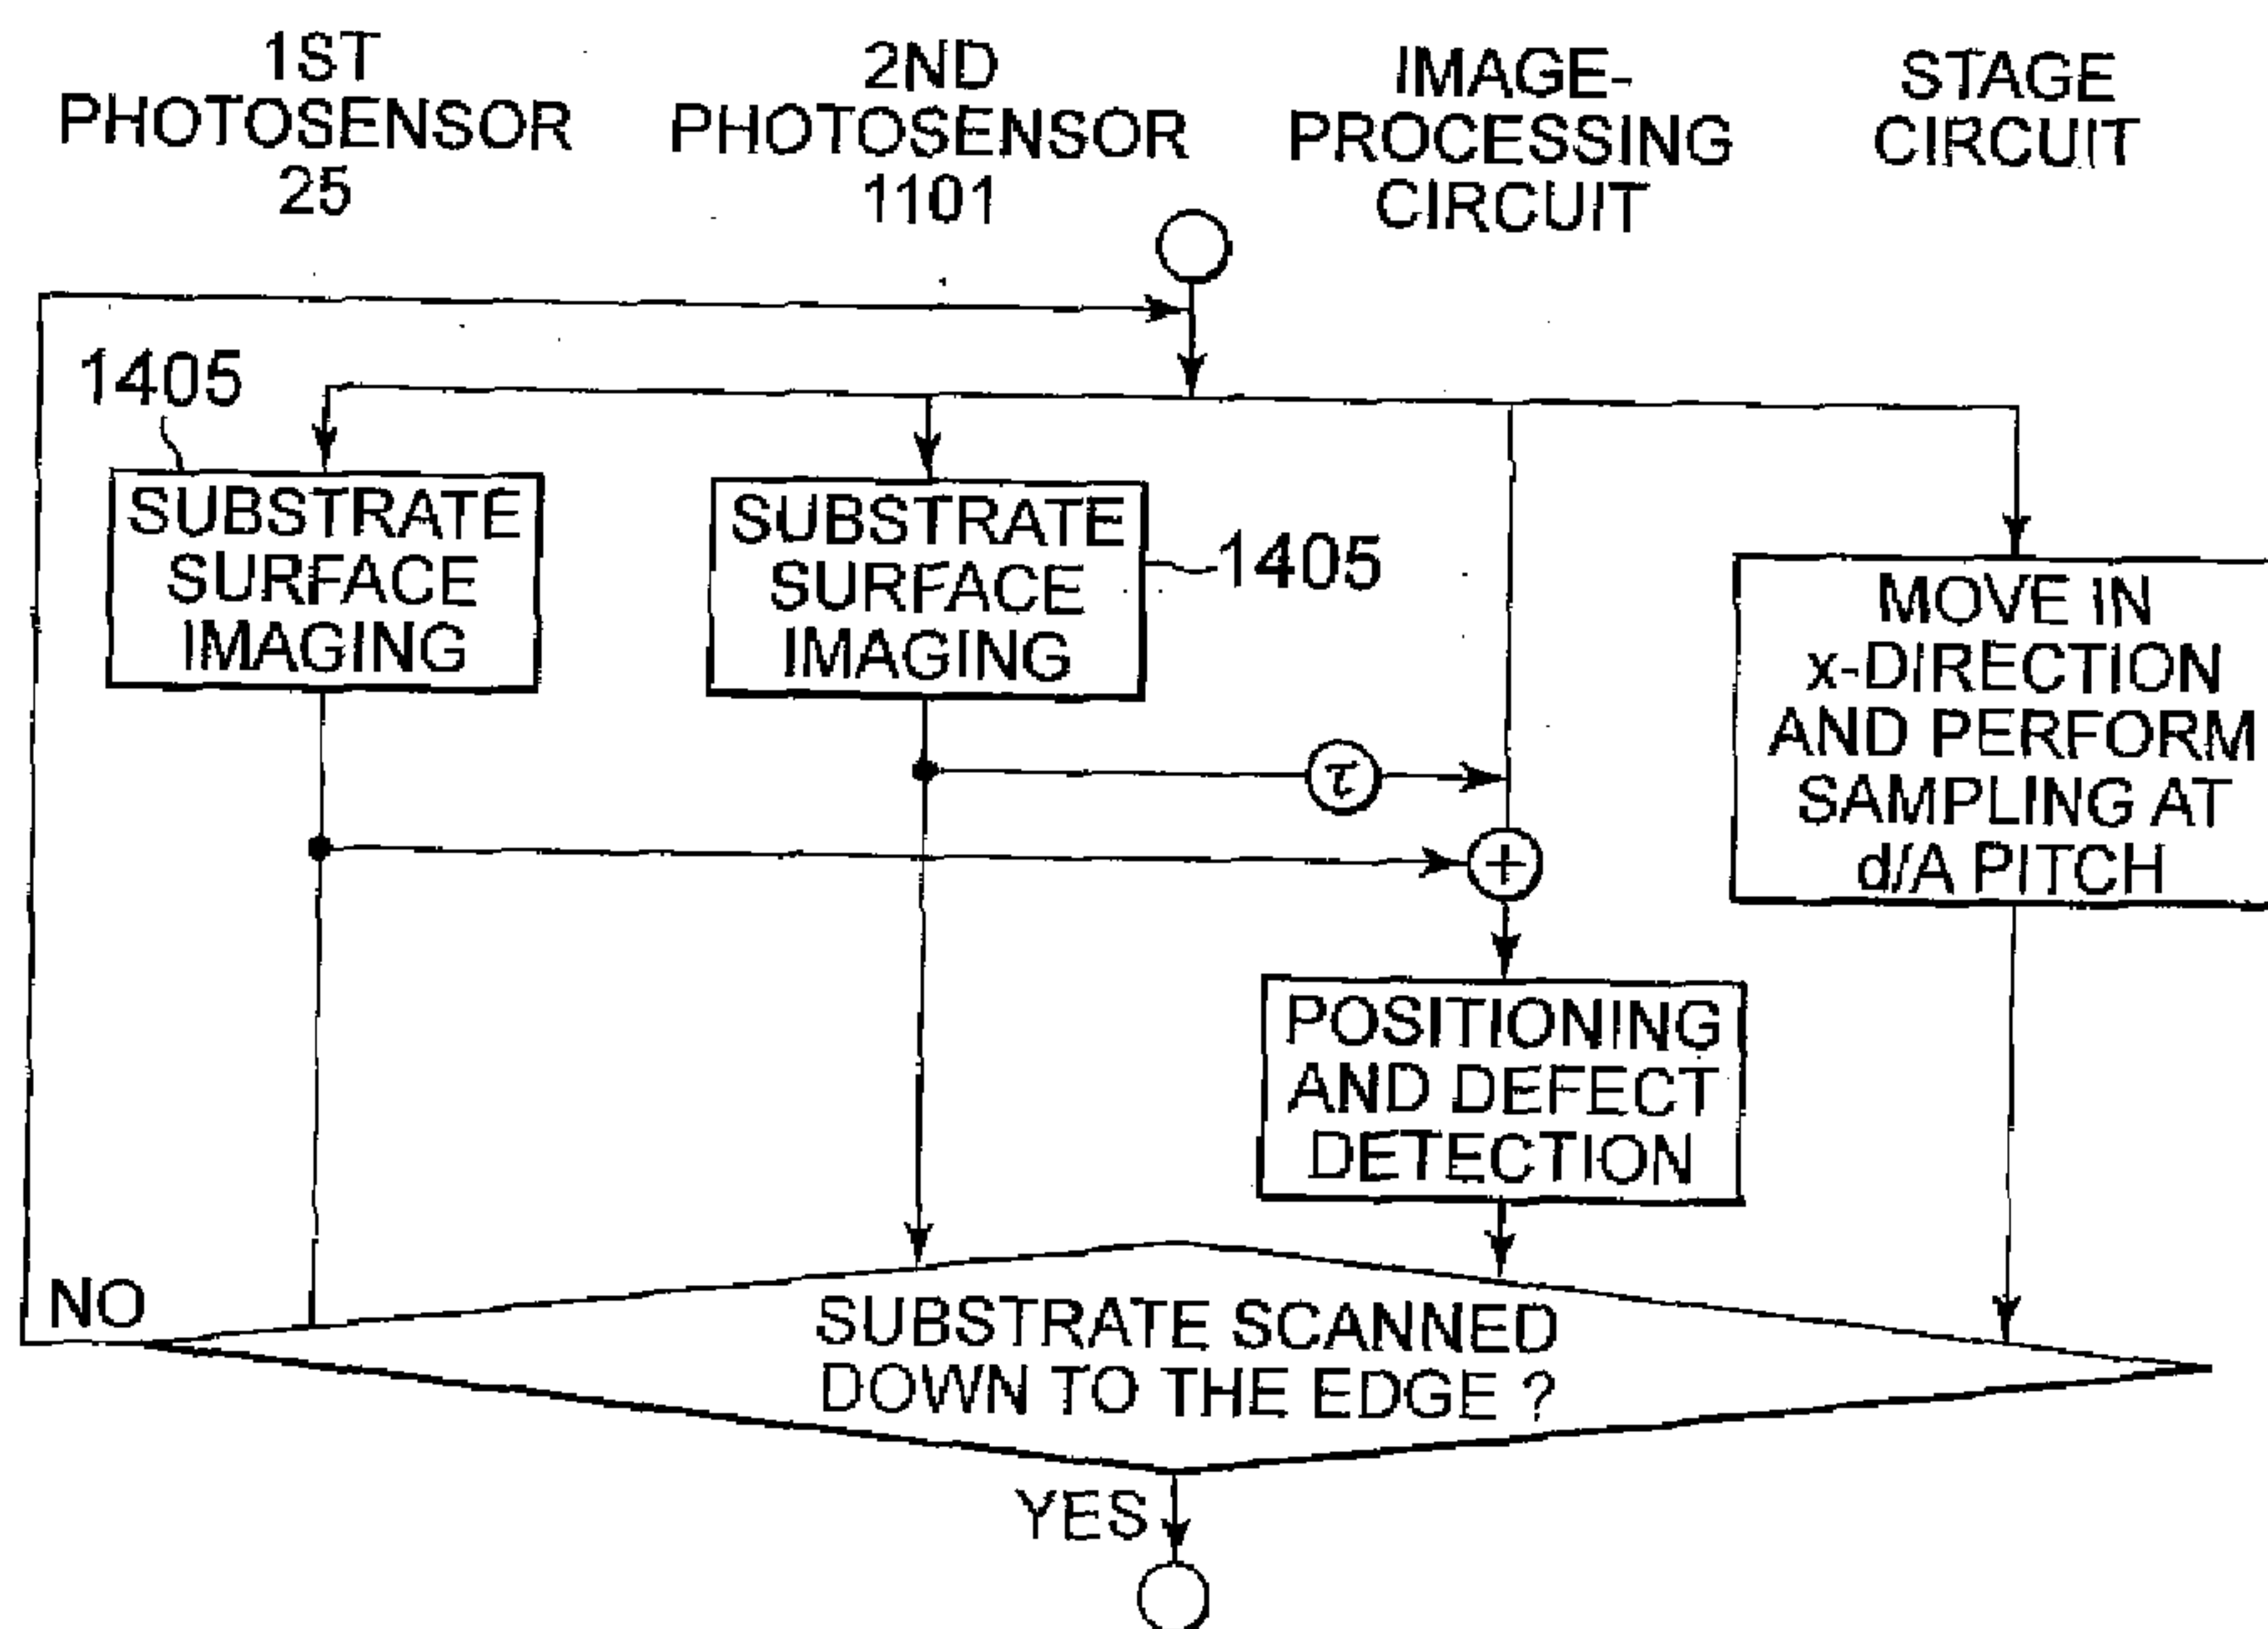 1ST
PHOTOSENSOR
25
2ND
PHOTOSENSOR
1101
IMAGE-
PROCESSING
CIRCUIT
STAGE
CIRCUIT
1405
SUBSTRATE
SURFACE
IMAGING
SUBSTRATE
SURFACE
IMAGING
1405
MOVE IN
x-DIRECTION
AND PERFORM
SAMPLING AT
d/A PITCH
τ
+
POSITIONING
AND DEFECT
DETECTION
NO
SUBSTRATE SCANNED
DOWN TO THE EDGE ?
YES